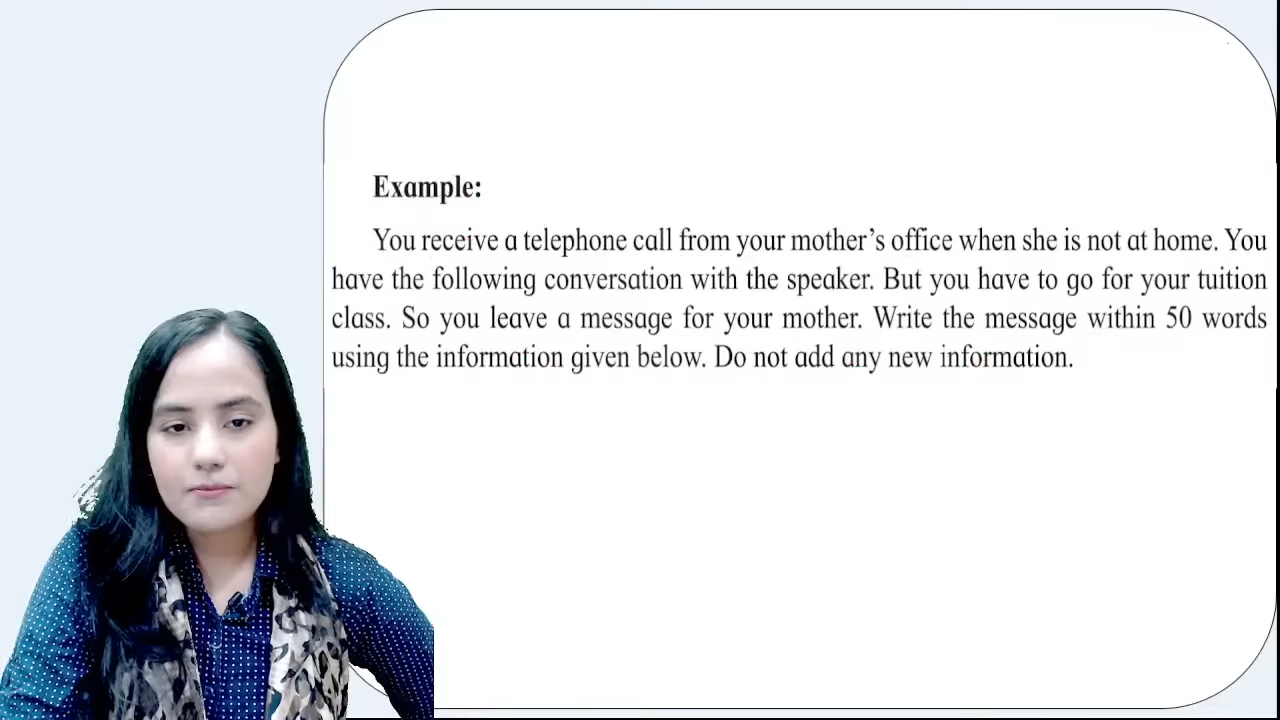 Example:
You receive a telephone call from your mother’s office when she is not at home. You
have the following conversation with the speaker. But you have to go for your tuition
class. So you leave a message for your mother. Write the message within 50 words
using the information given below. Do not add any new information.